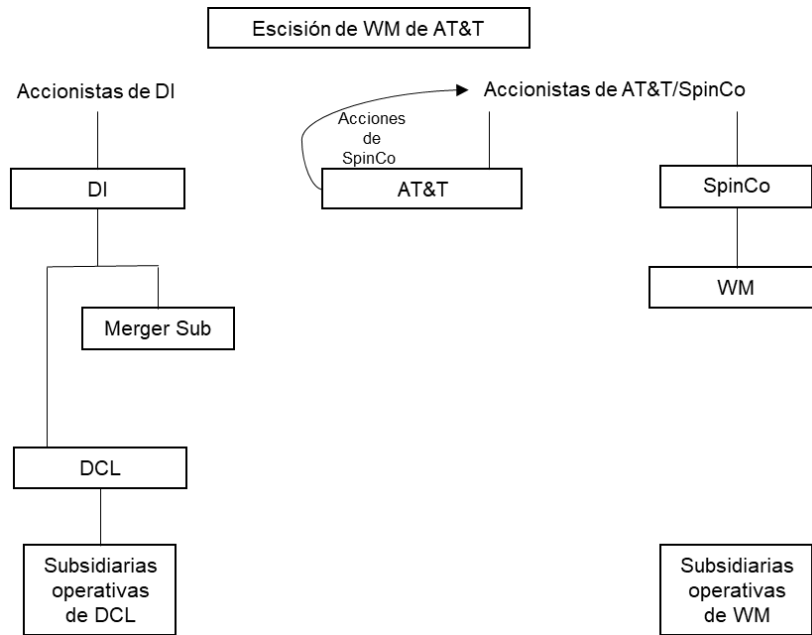 Escisión de WM de AT&T
Accionistas de DI
Accionistas de AT&T/SpinCo
Acciones
de
SpinCo
DI
AT&T
SpinCo
WM
Merger Sub
DCL
Subsidiarias
operativas
de DCL
Subsidiarias
operativas
de WM